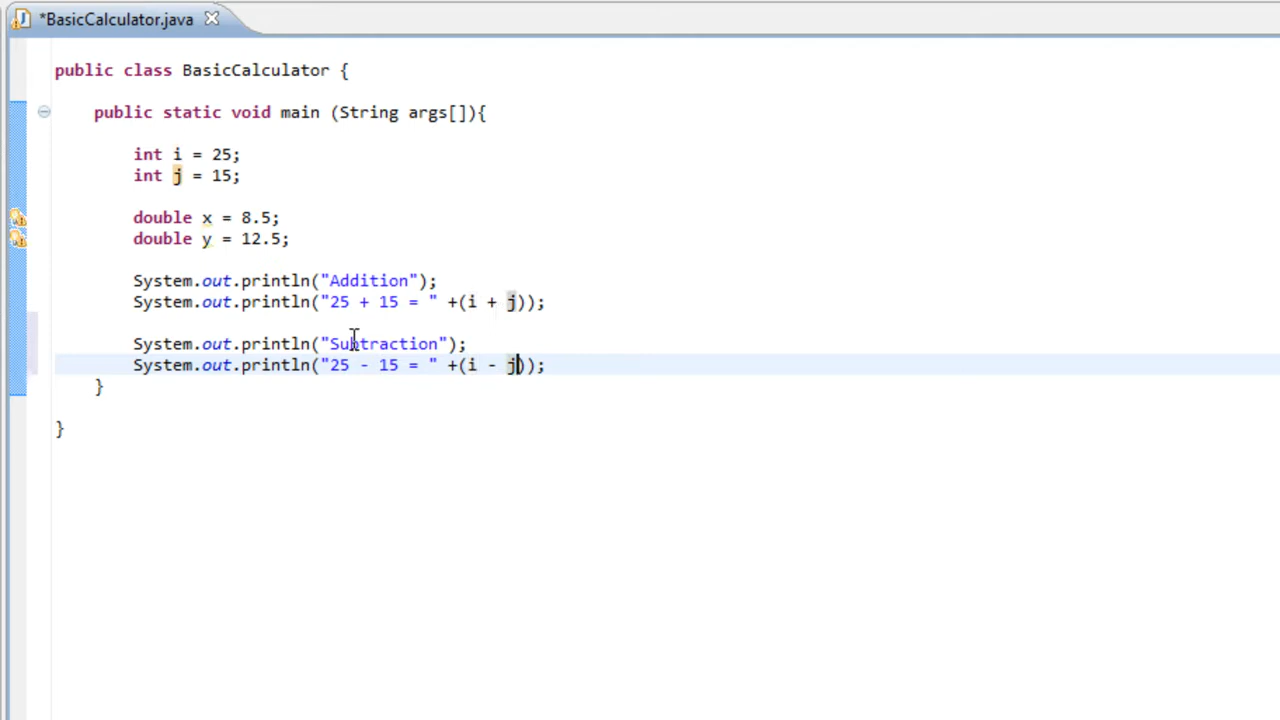 *BasicCalculator.java
public class BasicCalculator {
public static void main (String args[]){
int i = 25;
int j = 15;
double x = 8.5;
double y = 12.5;
System.out.println("Addition");
System.out.println("25 + 15 = " +(i + j));
System.out.println("Subtraction");
System.out.println("25 - 15 = " +(i - j));
}
}